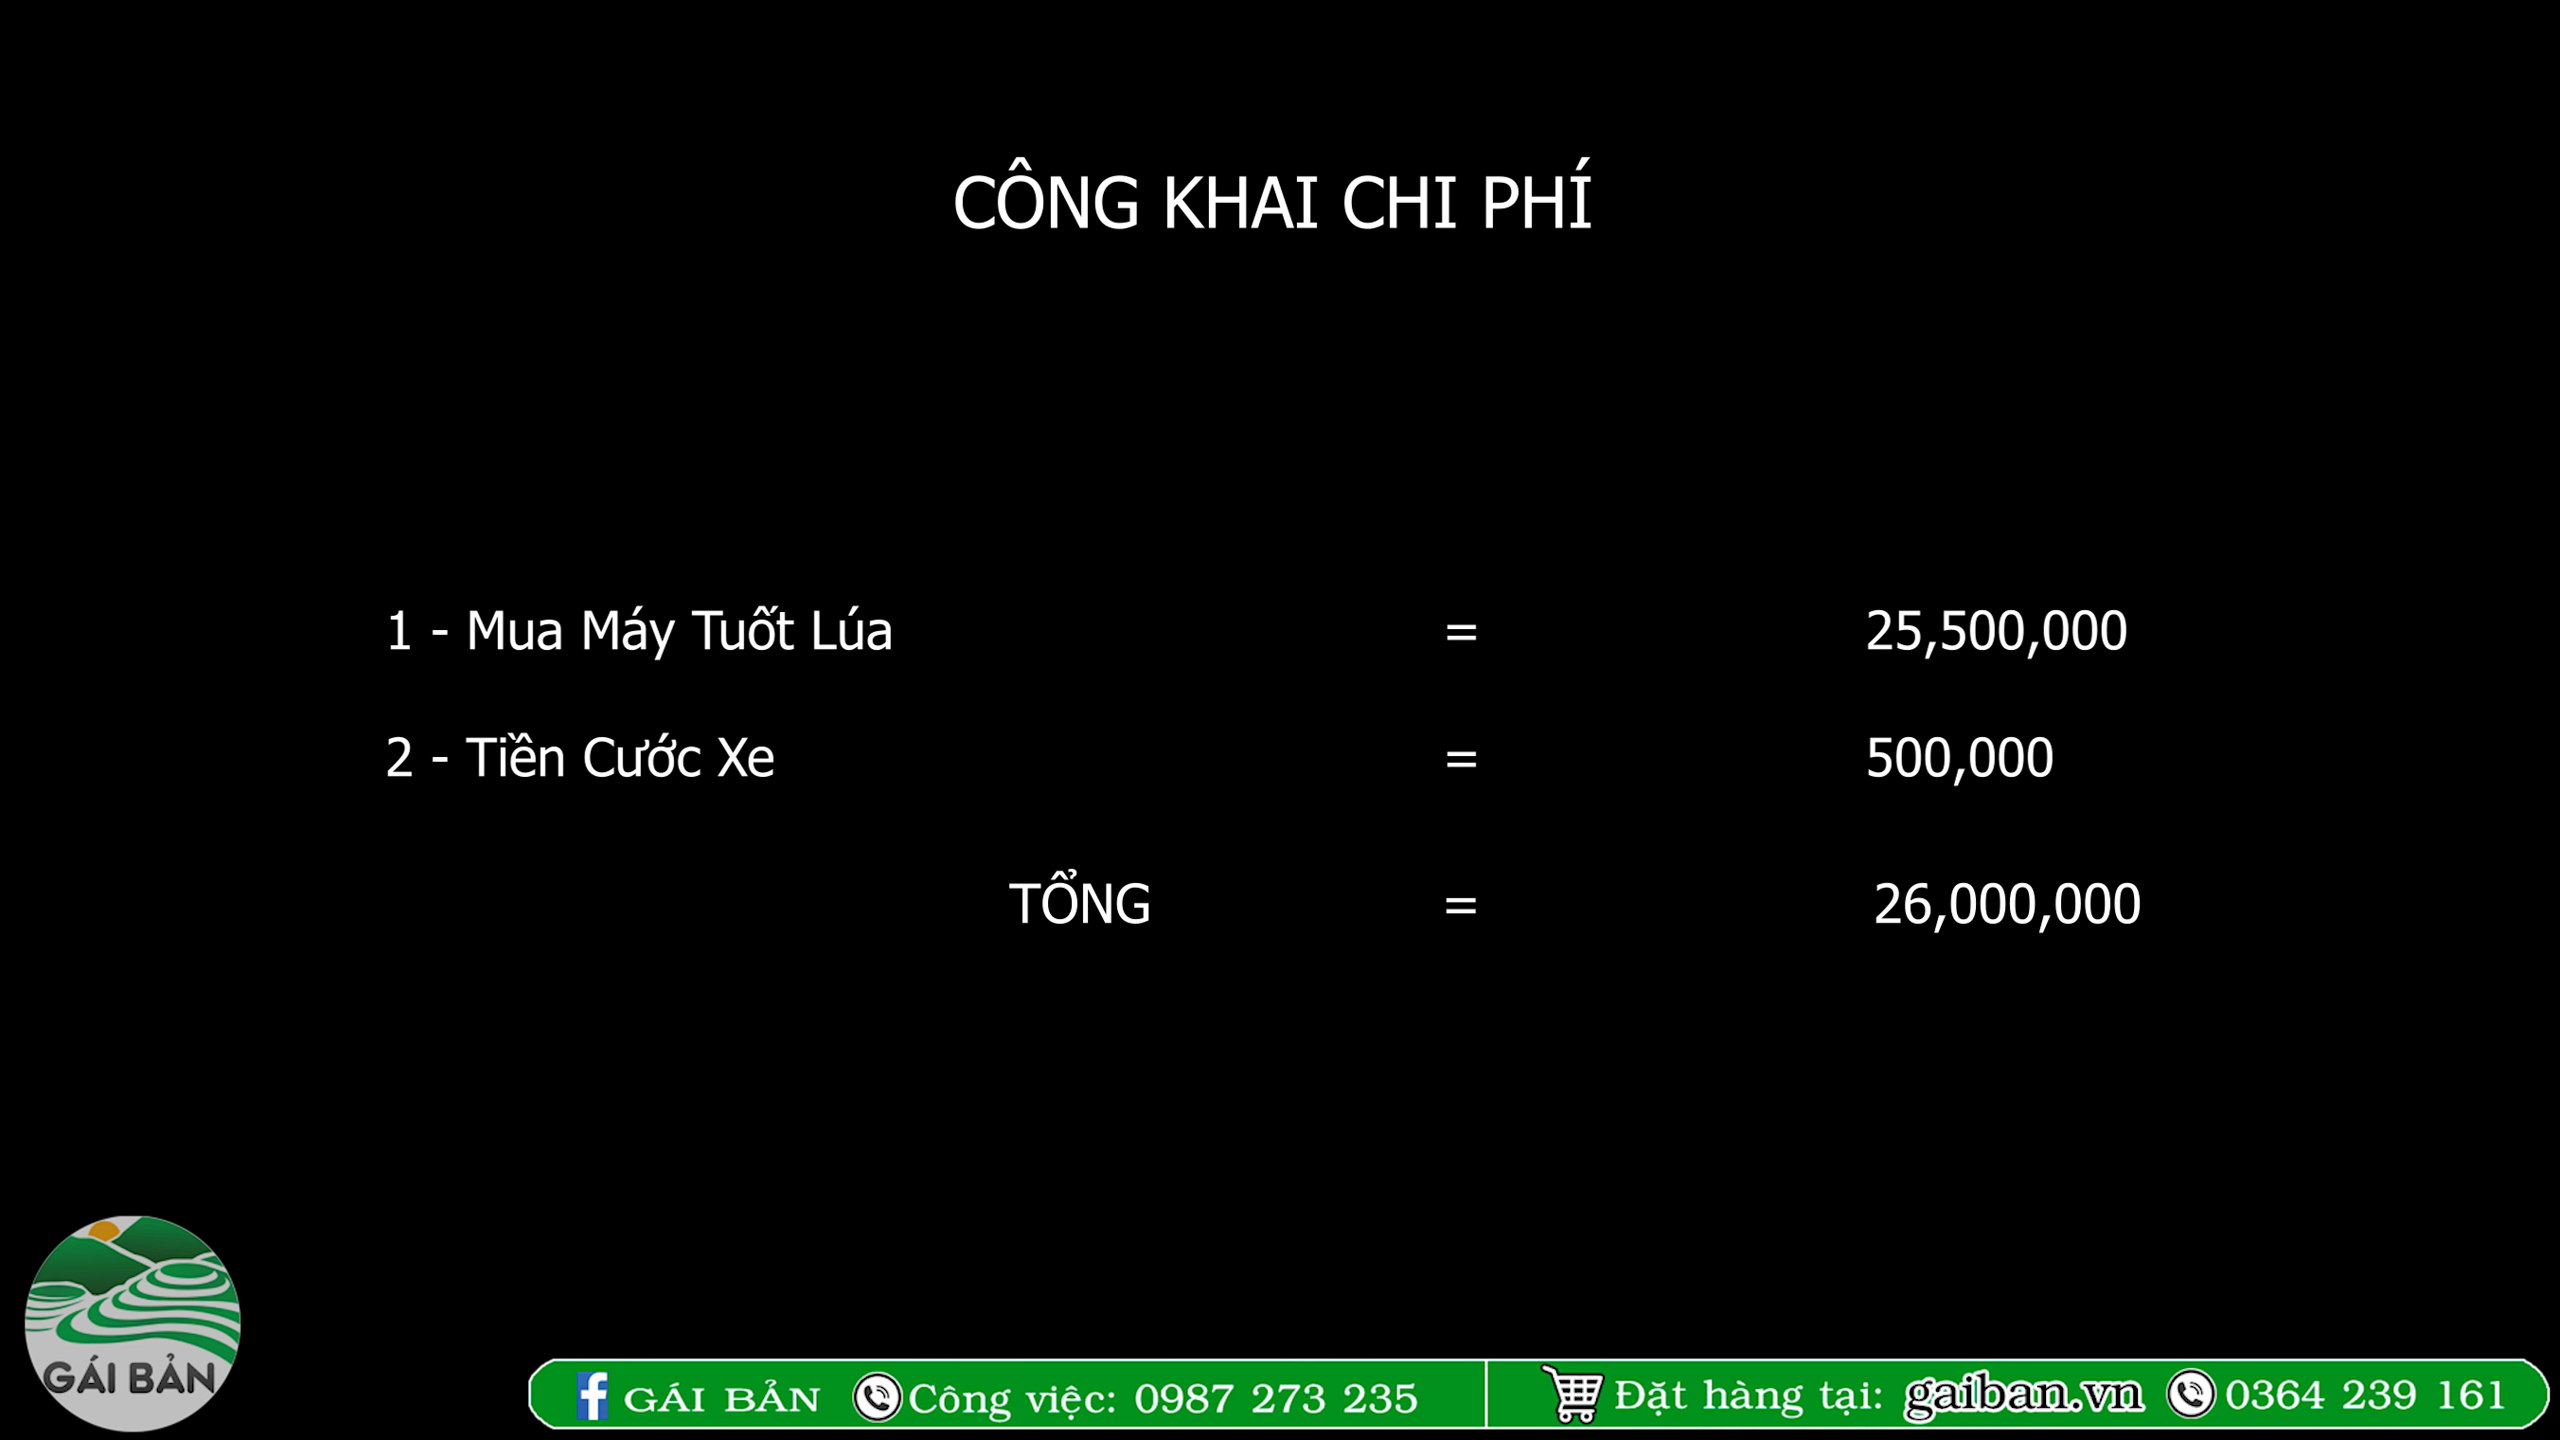 CÔNG KHAI CHI PHÍ
1 - Mua Máy Tuốt Lúa = 25,500,000
2 - Tiền Cước Xe = 500,000
TỔNG = 26,000,000
GÁI BẢN
GÁI BẢN Công việc: 0987 273 235 Đặt hàng tại: gaiban.vn 0364 239 161